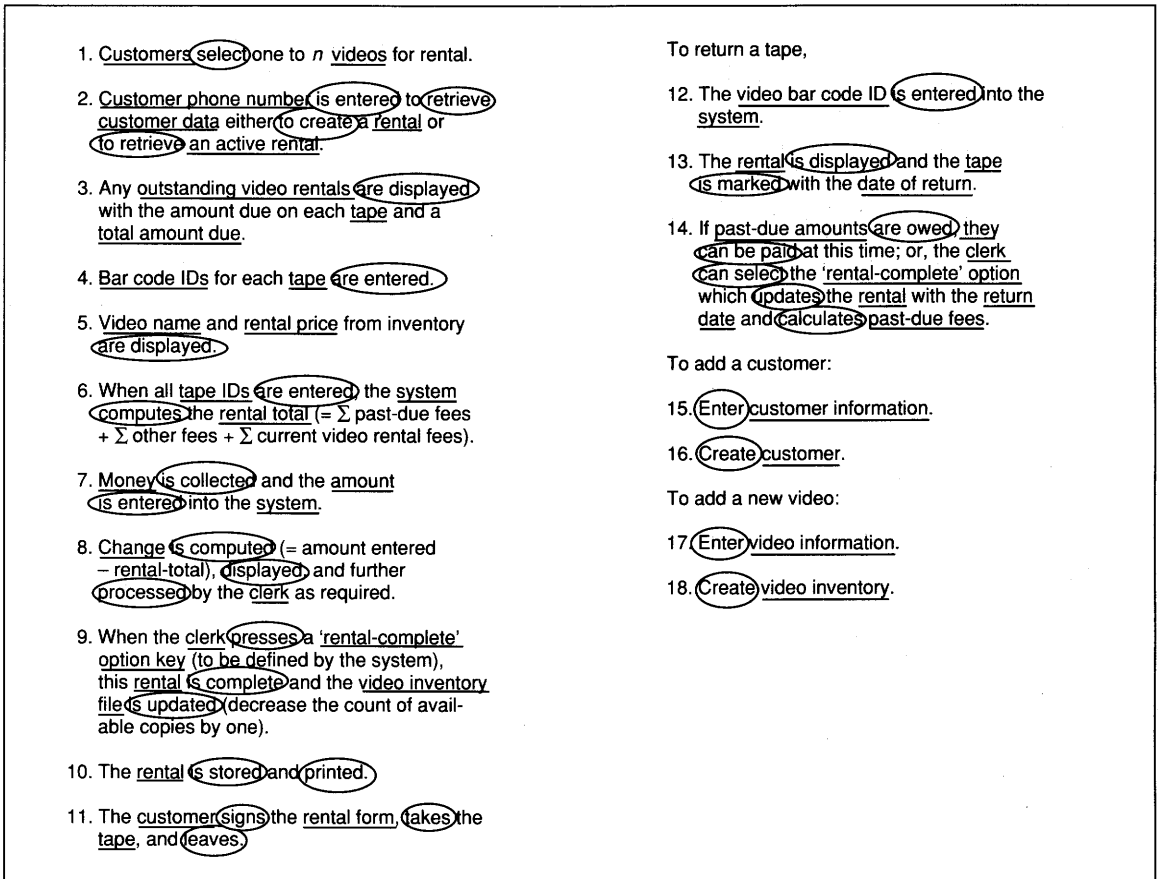 1. Customers select one to n videos for rental.
2. Customer phone number is entered to retrieve
customer data either to create a rental or
to retrieve an active rental.
3. Any outstanding video rentals are displayed
with the amount due on each tape and a
total amount due.
4. Bar code IDs for each tape are entered.
5. Video name and rental price from inventory
are displayed.
6. When all tape IDs are entered, the system
computes the rental total (= Σ past-due fees
+ Σ other fees + Σ current video rental fees).
7. Money is collected and the amount
is entered into the system.
8. Change is computed (= amount entered
– rental-total), displayed, and further
processed by the clerk as required.
9. When the clerk presses a 'rental-complete'
option key (to be defined by the system),
this rental is complete and the video inventory
file is updated (decrease the count of avail-
able copies by one).
10. The rental is stored and printed.
11. The customer signs the rental form, takes the
tape, and leaves.
To return a tape,
12. The video bar code ID is entered into the
system.
13. The rental is displayed and the tape
is marked with the date of return.
14. If past-due amounts are owed, they
can be paid at this time; or, the clerk
can select the 'rental-complete' option
which updates the rental with the return
date and calculates past-due fees.
To add a customer:
15. Enter customer information.
16. Create customer.
To add a new video:
17. Enter video information.
18. Create video inventory.